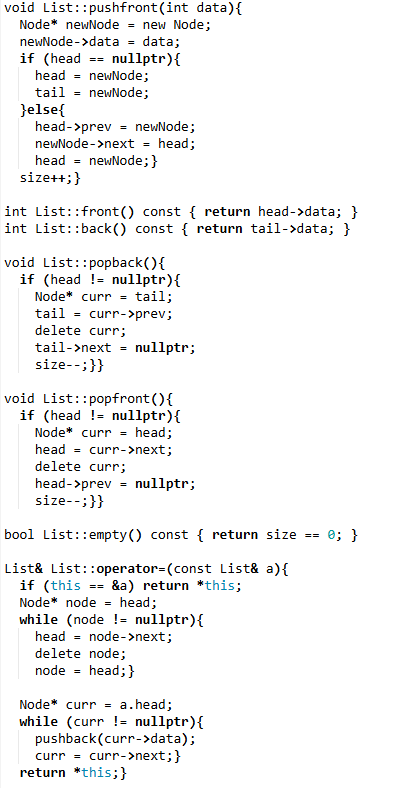 void List::pushfront(int data){
  Node* newNode = new Node;
  newNode->data = data;
  if (head == nullptr){
    head = newNode;
    tail = newNode;
  }else{
    head->prev = newNode;
    newNode->next = head;
    head = newNode;}
  size++;}

int List::front() const { return head->data; }
int List::back() const { return tail->data; }

void List::popback(){
  if (head != nullptr){
    Node* curr = tail;
    tail = curr->prev;
    delete curr;
    tail->next = nullptr;
    size--;}}

void List::popfront(){
  if (head != nullptr){
    Node* curr = head;
    head = curr->next;
    delete curr;
    head->prev = nullptr;
    size--;}}

bool List::empty() const { return size == 0; }

List& List::operator=(const List& a){
  if (this == &a) return *this;
  Node* node = head;
  while (node != nullptr){
    head = node->next;
    delete node;
    node = head;}

  Node* curr = a.head;
  while (curr != nullptr){
    pushback(curr->data);
    curr = curr->next;}
  return *this;}